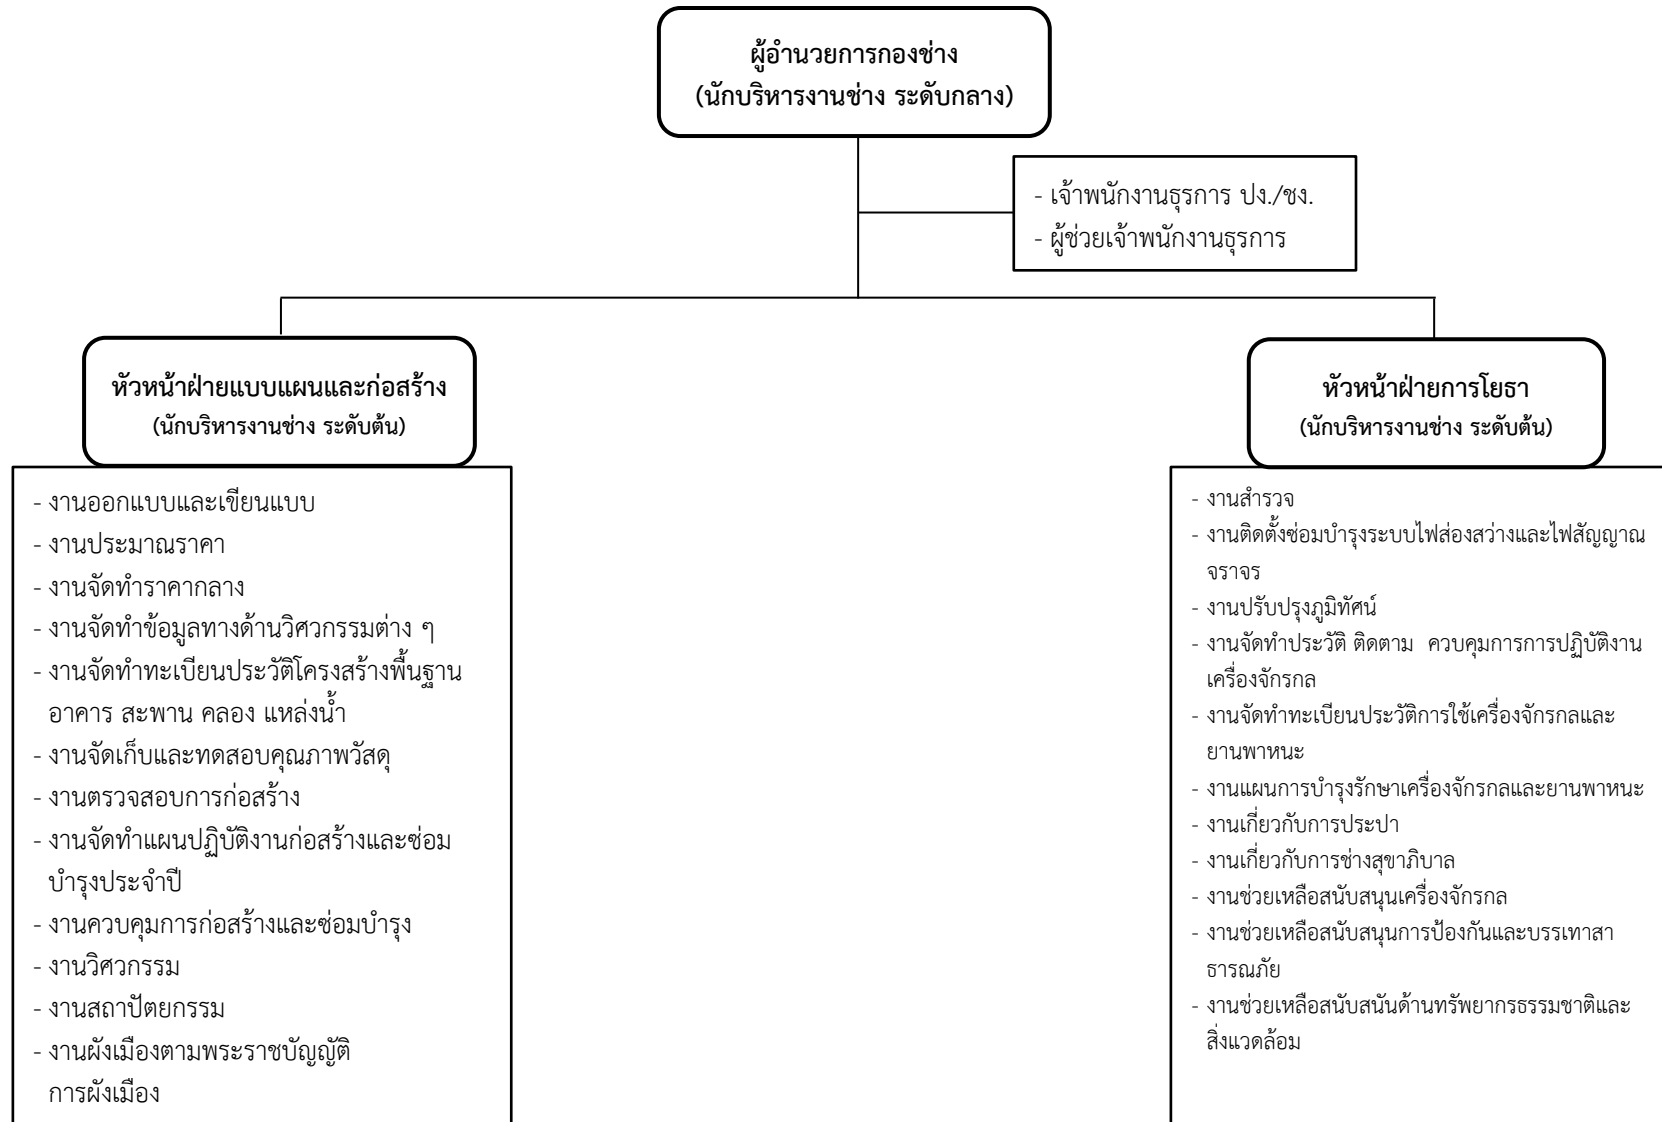 ผู้อำนวยการกองช่าง
(นักบริหารงานช่าง ระดับกลาง)
- เจ้าพนักงานธุรการ ปง./ชง.
- ผู้ช่วยเจ้าพนักงานธุรการ
หัวหน้าฝ่ายแบบแผนและก่อสร้าง
(นักบริหารงานช่าง ระดับต้น)
- งานออกแบบและเขียนแบบ
- งานประมาณราคา
- งานจัดทำราคากลาง
- งานจัดทำข้อมูลทางด้านวิศวกรรมต่าง ๆ
- งานจัดทำทะเบียนประวัติโครงสร้างพื้นฐาน
อาคาร สะพาน คลอง แหล่งน้ำ
- งานจัดเก็บและทดสอบคุณภาพวัสดุ
- งานตรวจสอบการก่อสร้าง
- งานจัดทำแผนปฏิบัติงานก่อสร้างและซ่อม
บำรุงประจำปี
- งานควบคุมการก่อสร้างและซ่อมบำรุง
- งานวิศวกรรม
- งานสถาปัตยกรรม
- งานผังเมืองตามพระราชบัญญัติ
การผังเมือง
หัวหน้าฝ่ายการโยธา
(นักบริหารงานช่าง ระดับต้น)
- งานสำรวจ
- งานติดตั้งซ่อมบำรุงระบบไฟส่องสว่างและไฟสัญญาณ
จราจร
- งานปรับปรุงภูมิทัศน์
- งานจัดทำประวัติ ติดตาม ควบคุมการการปฏิบัติงาน
เครื่องจักรกล
- งานจัดทำทะเบียนประวัติการใช้เครื่องจักรกลและ
ยานพาหนะ
- งานแผนการบำรุงรักษาเครื่องจักรกลและยานพาหนะ
- งานเกี่ยวกับการประปา
- งานเกี่ยวกับการช่างสุขาภิบาล
- งานช่วยเหลือสนับสนุนเครื่องจักรกล
- งานช่วยเหลือสนับสนุนการป้องกันและบรรเทาสา
ธารณภัย
- งานช่วยเหลือสนับสนันด้านทรัพยากรธรรมชาติและ
สิ่งแวดล้อม